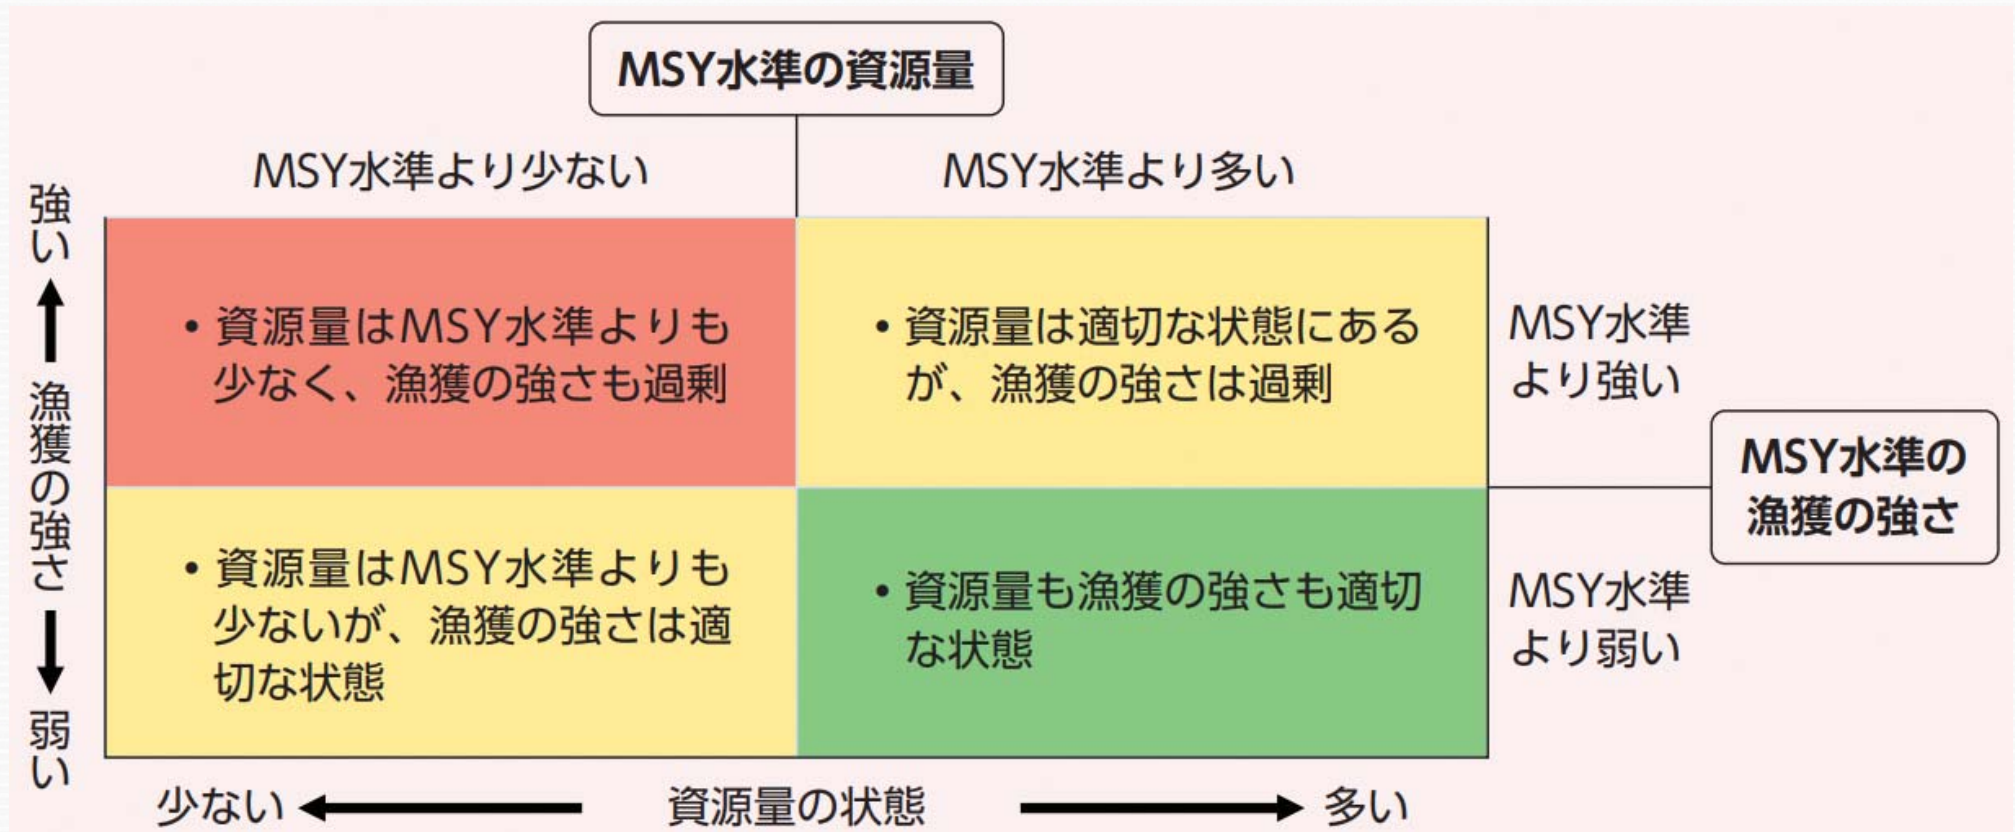 MSY水準の資源量
MSY水準より少ない
MSY水準より多い
強い
漁獲の強さ
弱い
• 資源量はMSY水準よりも
少なく、漁獲の強さも過剰
• 資源量は適切な状態にある
が、漁獲の強さは過剰
MSY水準
より強い
MSY水準の
漁獲の強さ
• 資源量はMSY水準よりも
少ないが、漁獲の強さは適
切な状態
• 資源量も漁獲の強さも適切
な状態
MSY水準
より弱い
少ない
資源量の状態
多い